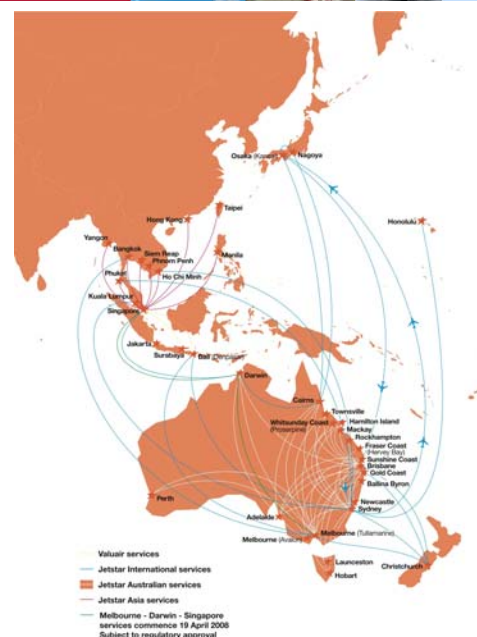 Osaka (Kansai)
Nagoya
Honolulu
Taipei
Hong Kong
Yangon
Bangkok
Siem Reap
Phnom Penh
Manila
Phuket
Ho Chi Minh
Kuala Lumpur
Singapore
Jakarta
Surabaya
Bali (Denpasar)
Darwin
Cairns
Townsville
Whitsunday Coast
(Proserpine)
Hamilton Island
Mackay
Rockhampton
Fraser Coast
(Hervey Bay)
Sunshine Coast
Brisbane
Gold Coast
Ballina Byron
Newcastle
Sydney
Perth
Adelaide
Melbourne (Avalon)
Melbourne (Tullamarine)
Launceston
Hobart
Christchurch
Valuair services
Jetstar International services
Jetstar Australian services
Jetstar Asia services
Melbourne - Darwin - Singapore
services commence 19 April 2008
Subject to regulatory approval